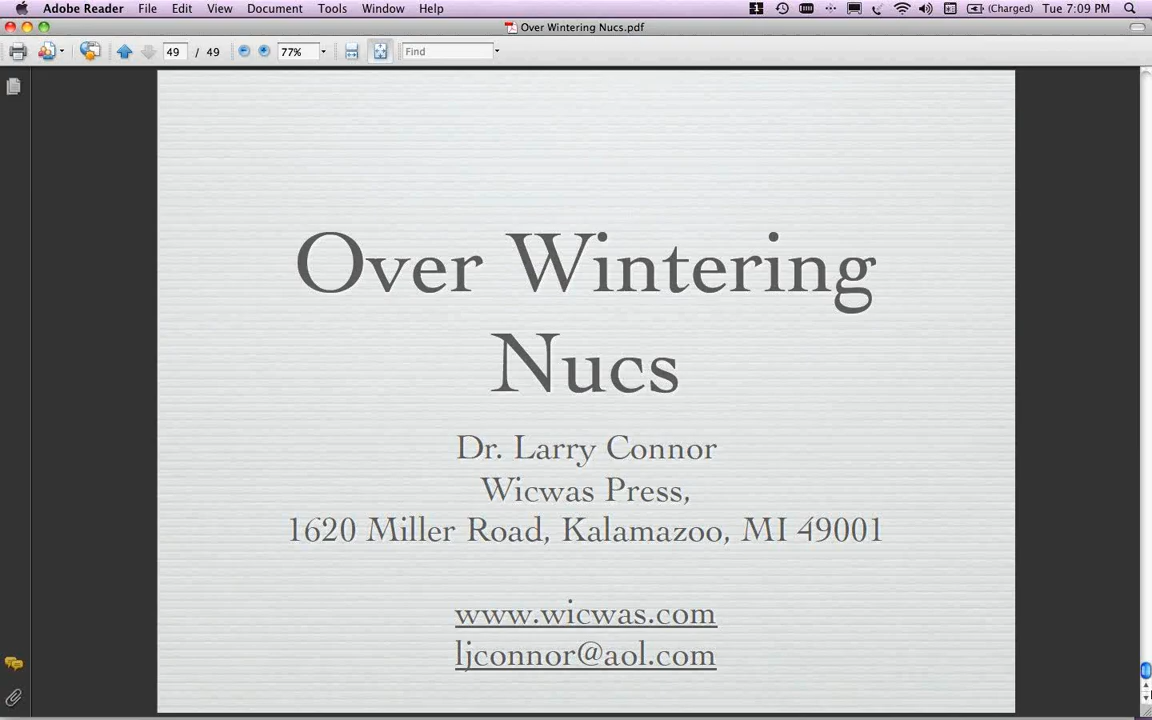 Adobe Reader File Edit View Document Tools Window Help (Charged) Tue 7:09 PM
Over Wintering Nucs.pdf
49 / 49 77% Find
Over Wintering
Nucs
Dr. Larry Connor
Wicwas Press,
1620 Miller Road, Kalamazoo, MI 49001
www.wicwas.com
ljconnor@aol.com